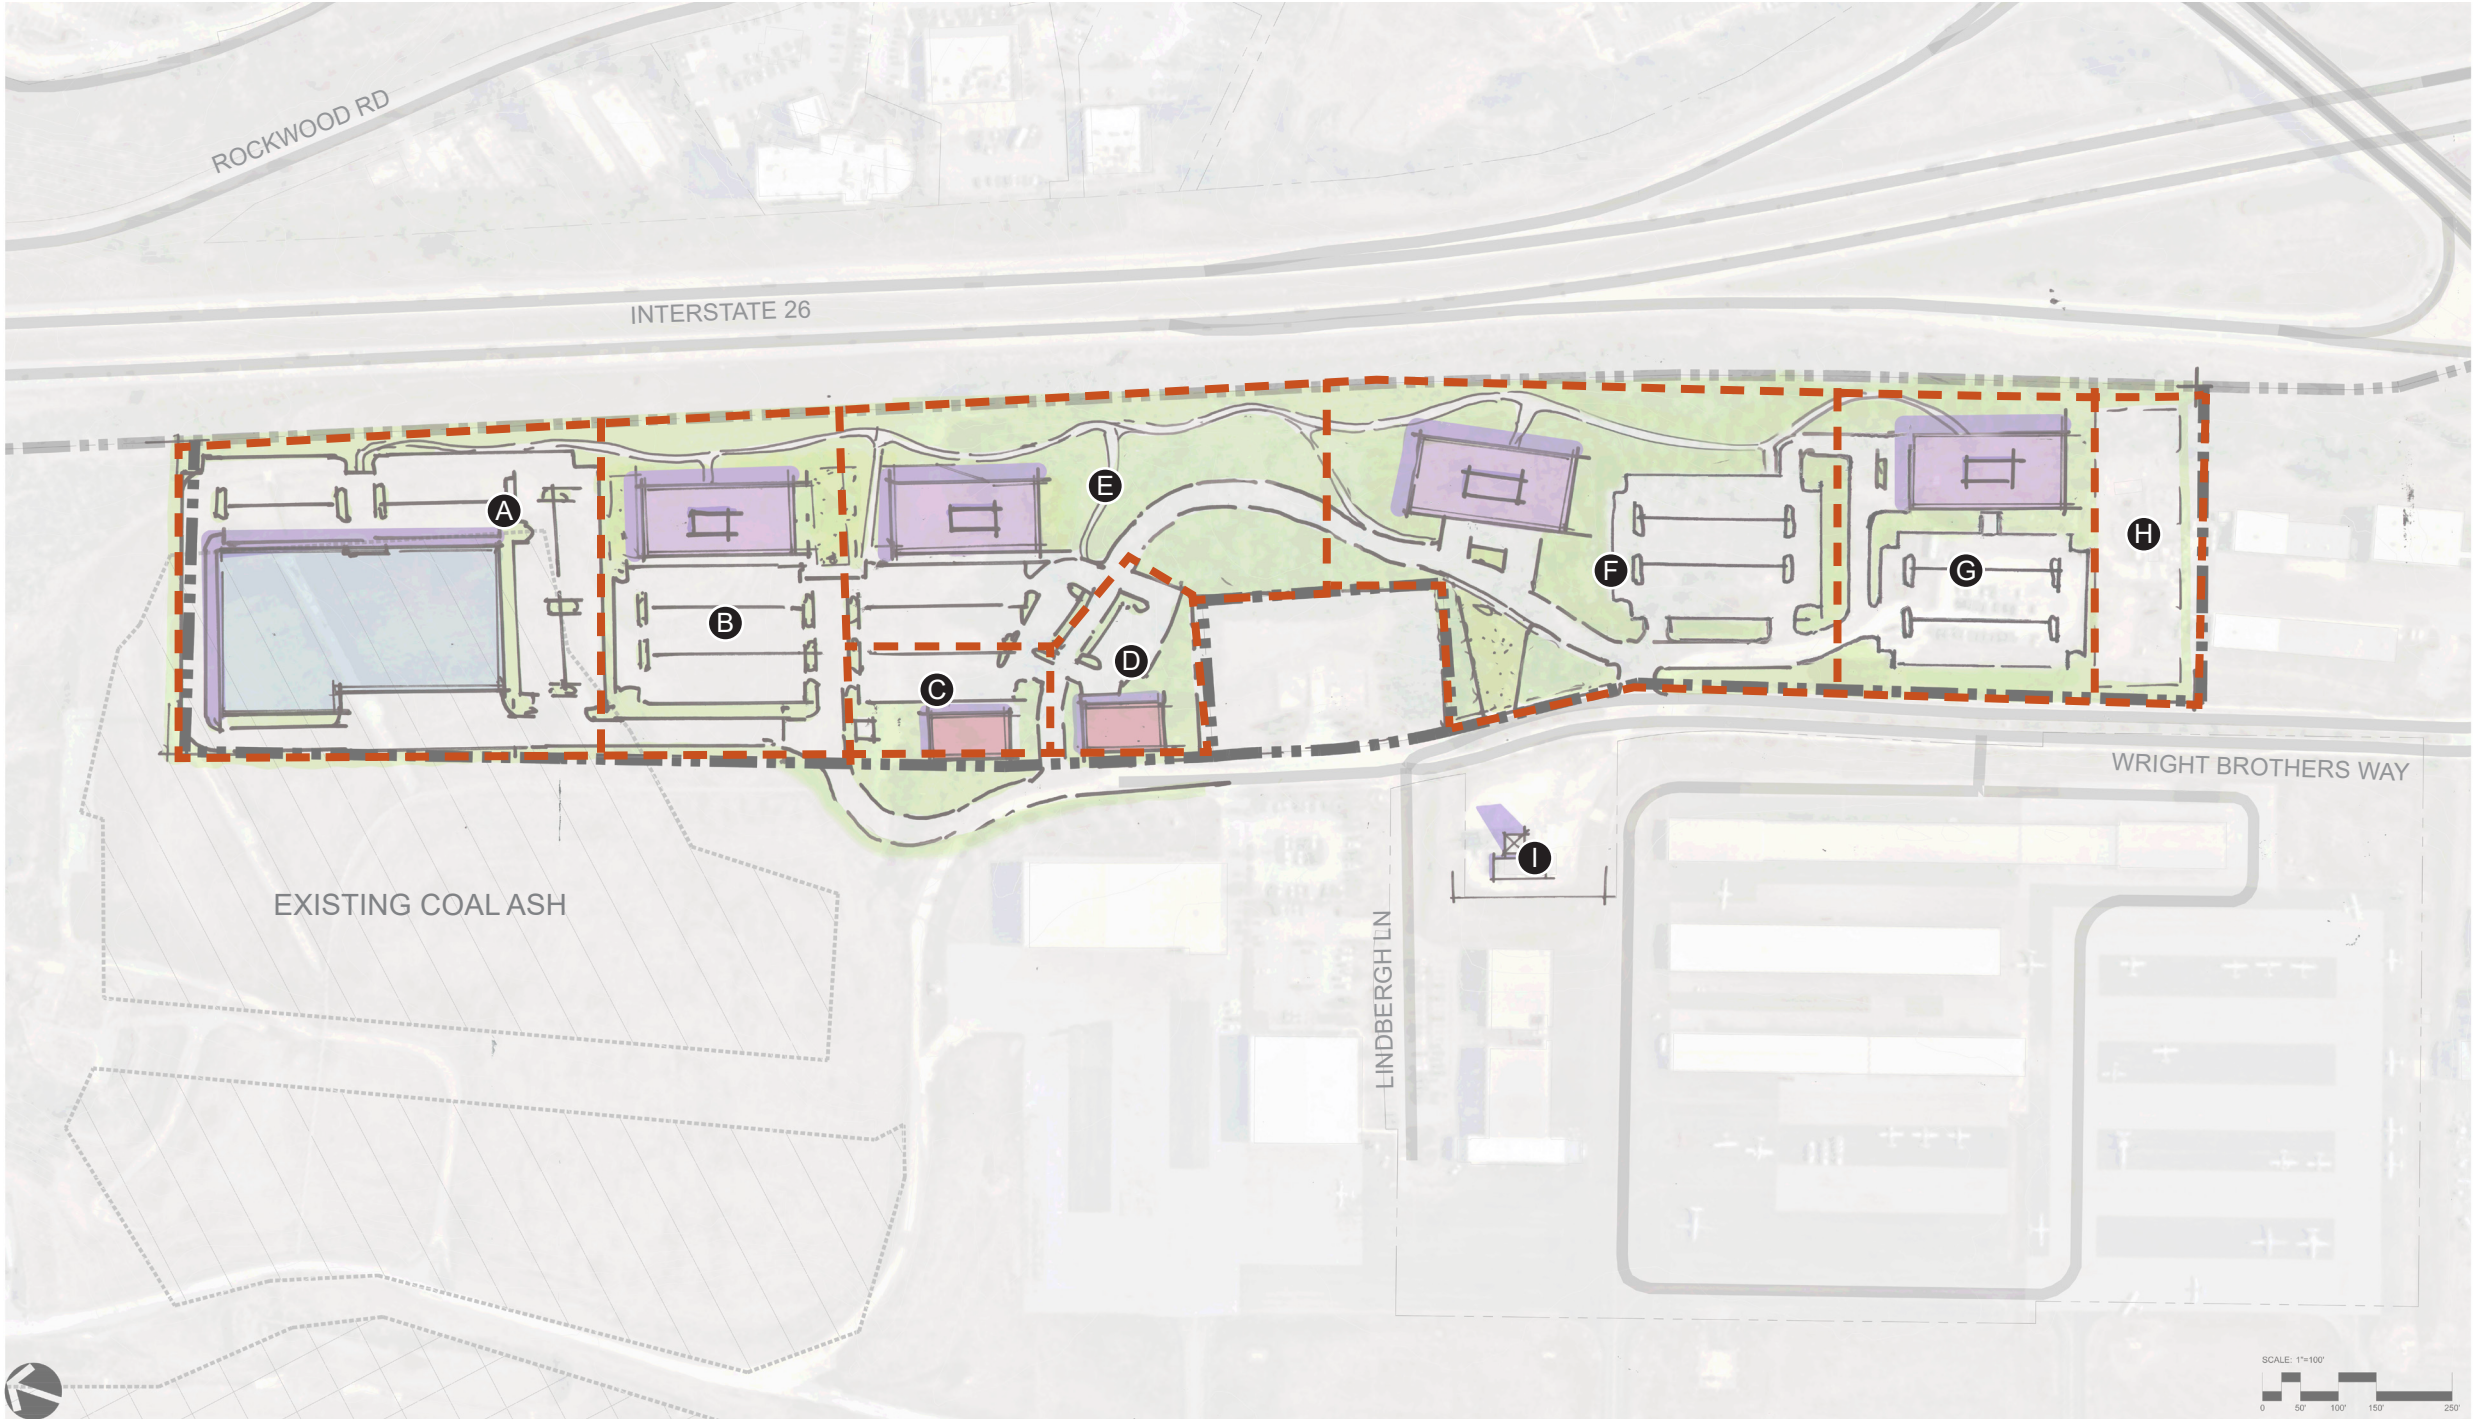 ROCKWOOD RD
INTERSTATE 26
A
B
C
D
E
F
G
H
I
WRIGHT BROTHERS WAY
EXISTING COAL ASH
LINDBERGH LN
SCALE: 1"=100'
0 50' 100' 150' 250'